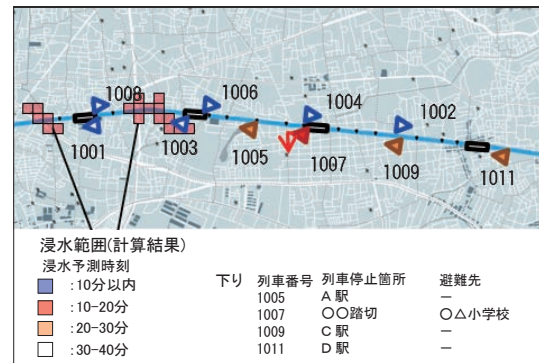 1008
1006
1004
1002
1001
1003
1005
1007
1009
1011
浸水範囲(計算結果)
浸水予測時刻
:10分以内
:10-20分
:20-30分
:30-40分
下り 列車番号 列車停止箇所 避難先
1005 A駅 −
1007 〇〇踏切 〇△小学校
1009 C駅 −
1011 D駅 −